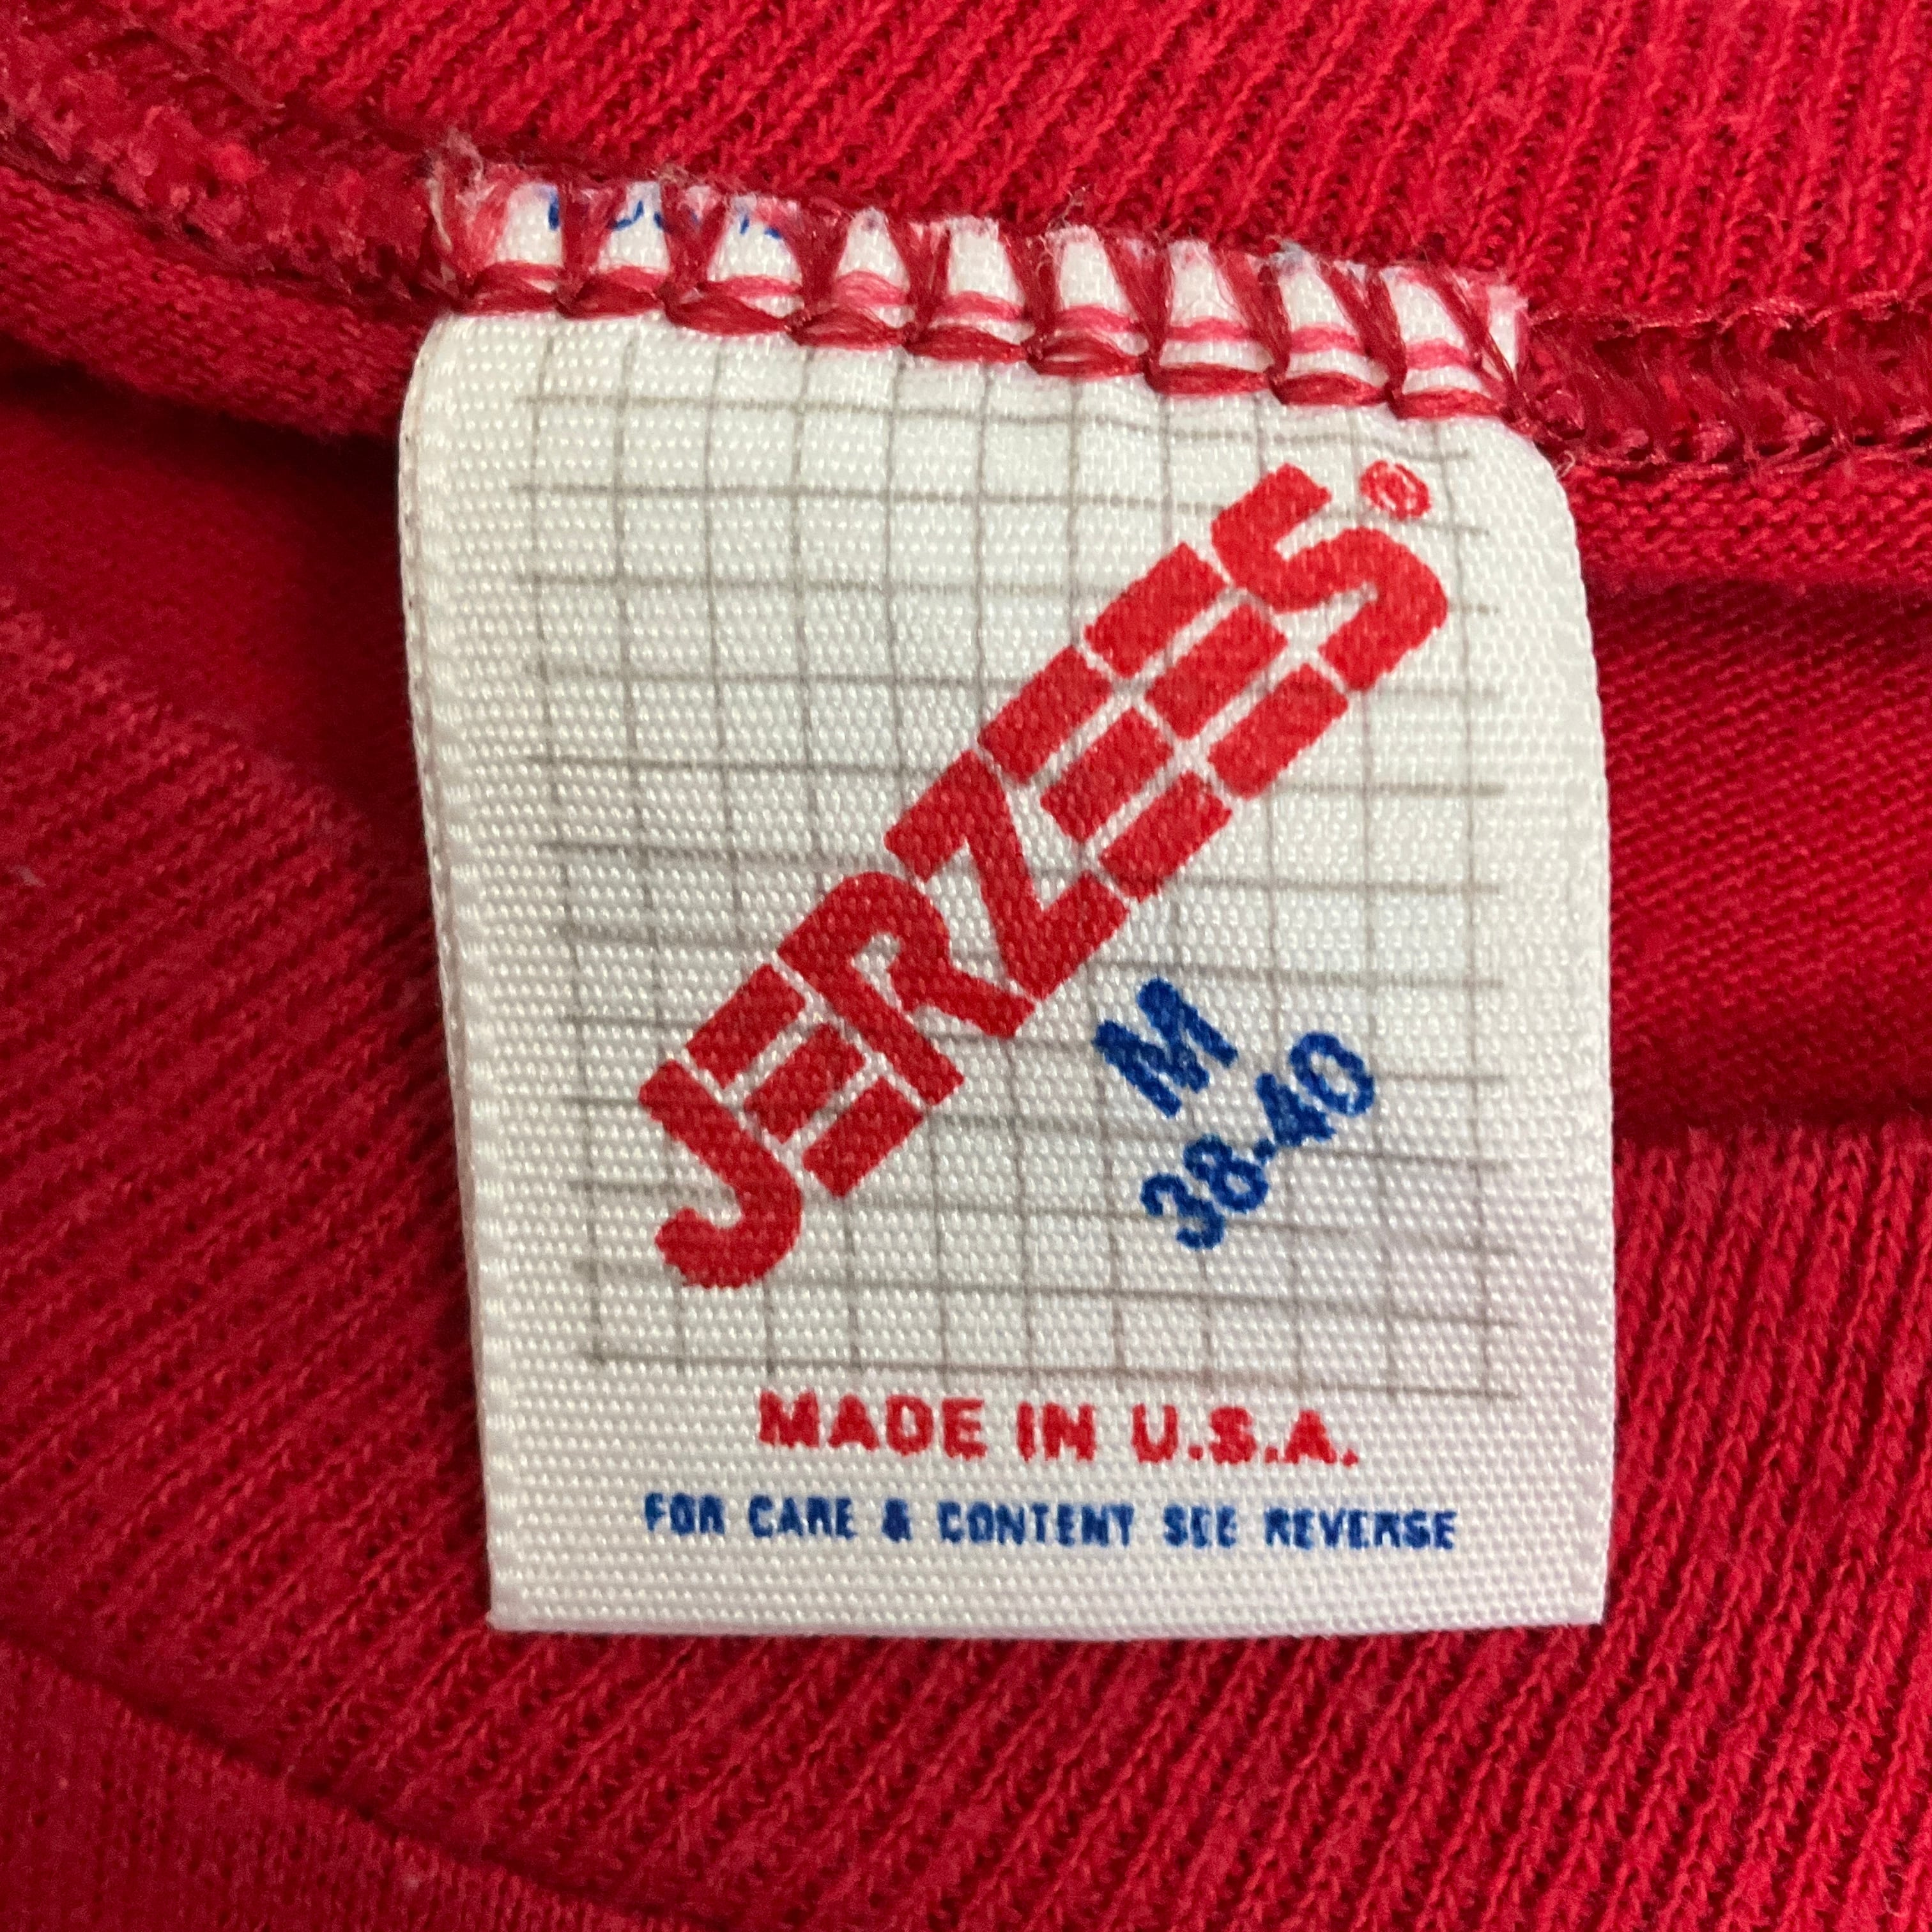 JERZEES®
M
38-40
MADE IN U.S.A.
FOR CARE & CONTENT SEE REVERSE